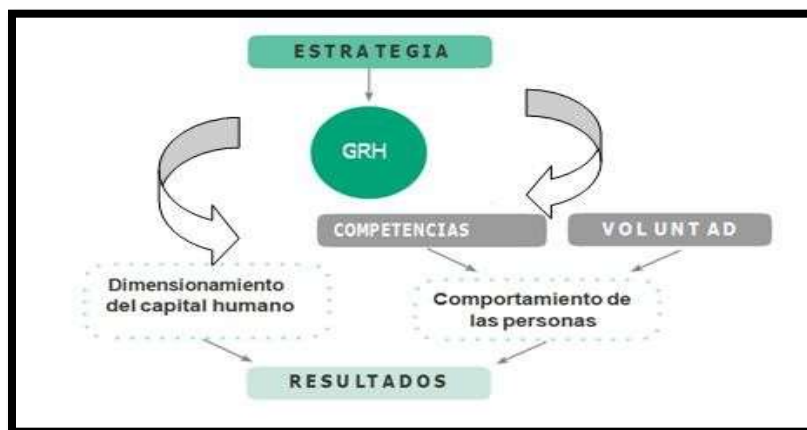 ESTRATEGIA
GRH
COMPETENCIAS
VOLUNTAD
Dimensionamiento
del capital humano
Comportamiento de
las personas
RESULTADOS